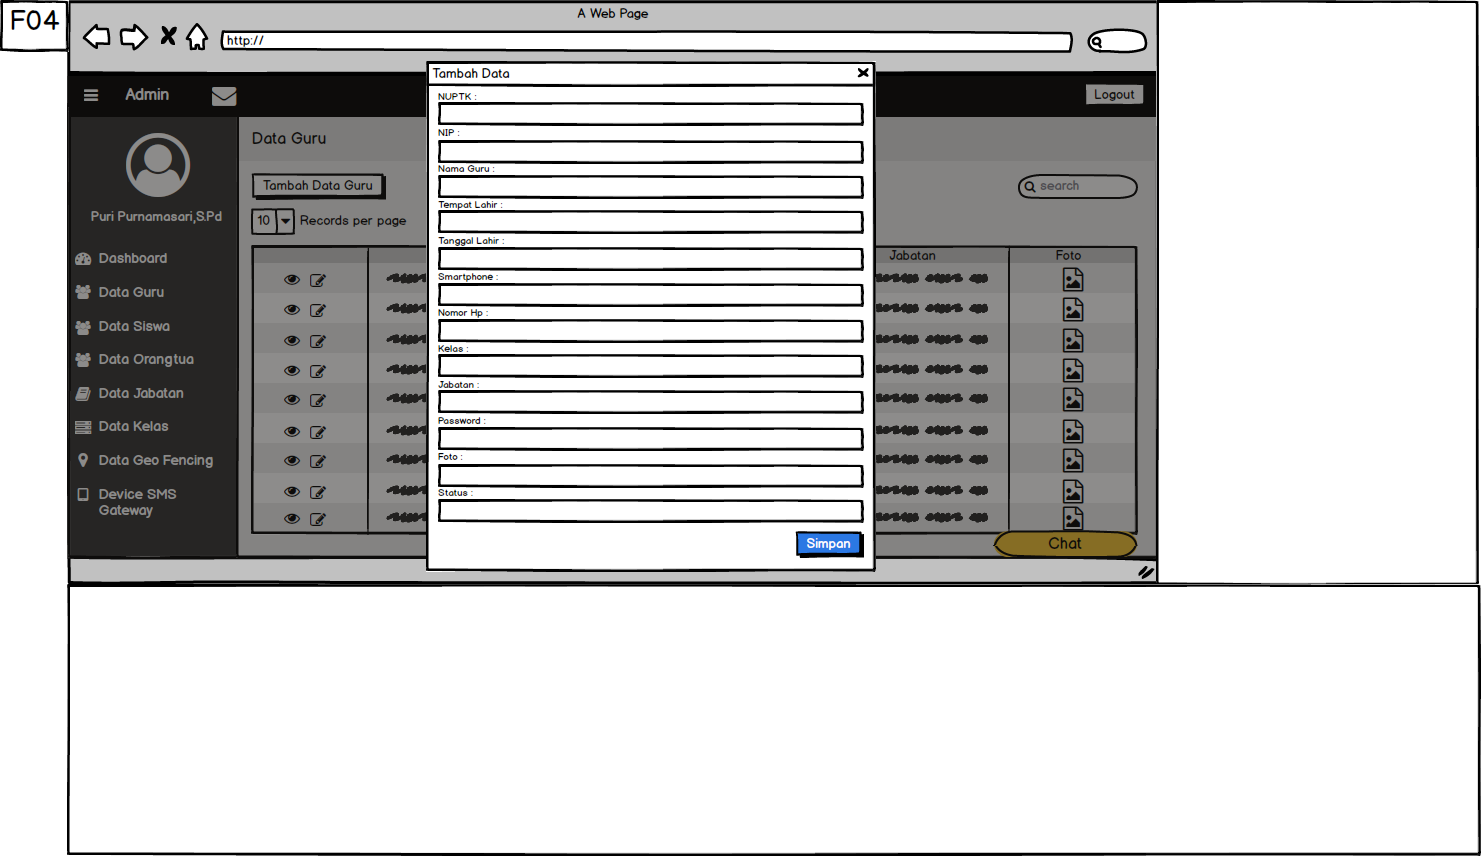 F04
A Web Page
http://
Admin
Logout
Puri Purnamasari,S.Pd
Dashboard
Data Guru
Data Siswa
Data Orangtua
Data Jabatan
Data Kelas
Data Geo Fencing
Device SMS
Gateway
Data Guru
Tambah Data Guru
search
10 Records per page
Jabatan Foto
Chat
Tambah Data
NUPTK :
NIP :
Nama Guru :
Tempat Lahir :
Tanggal Lahir :
Smartphone :
Nomor Hp :
Kelas :
Jabatan :
Password :
Foto :
Status :
Simpan